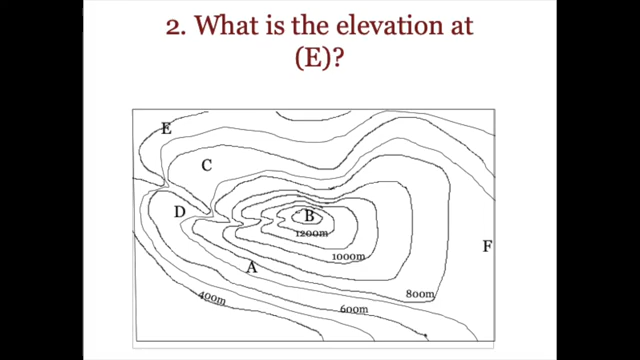 2. What is the elevation at
(E)?
E
C
D
B
1200m
F
1000m
A
800m
400m
600m